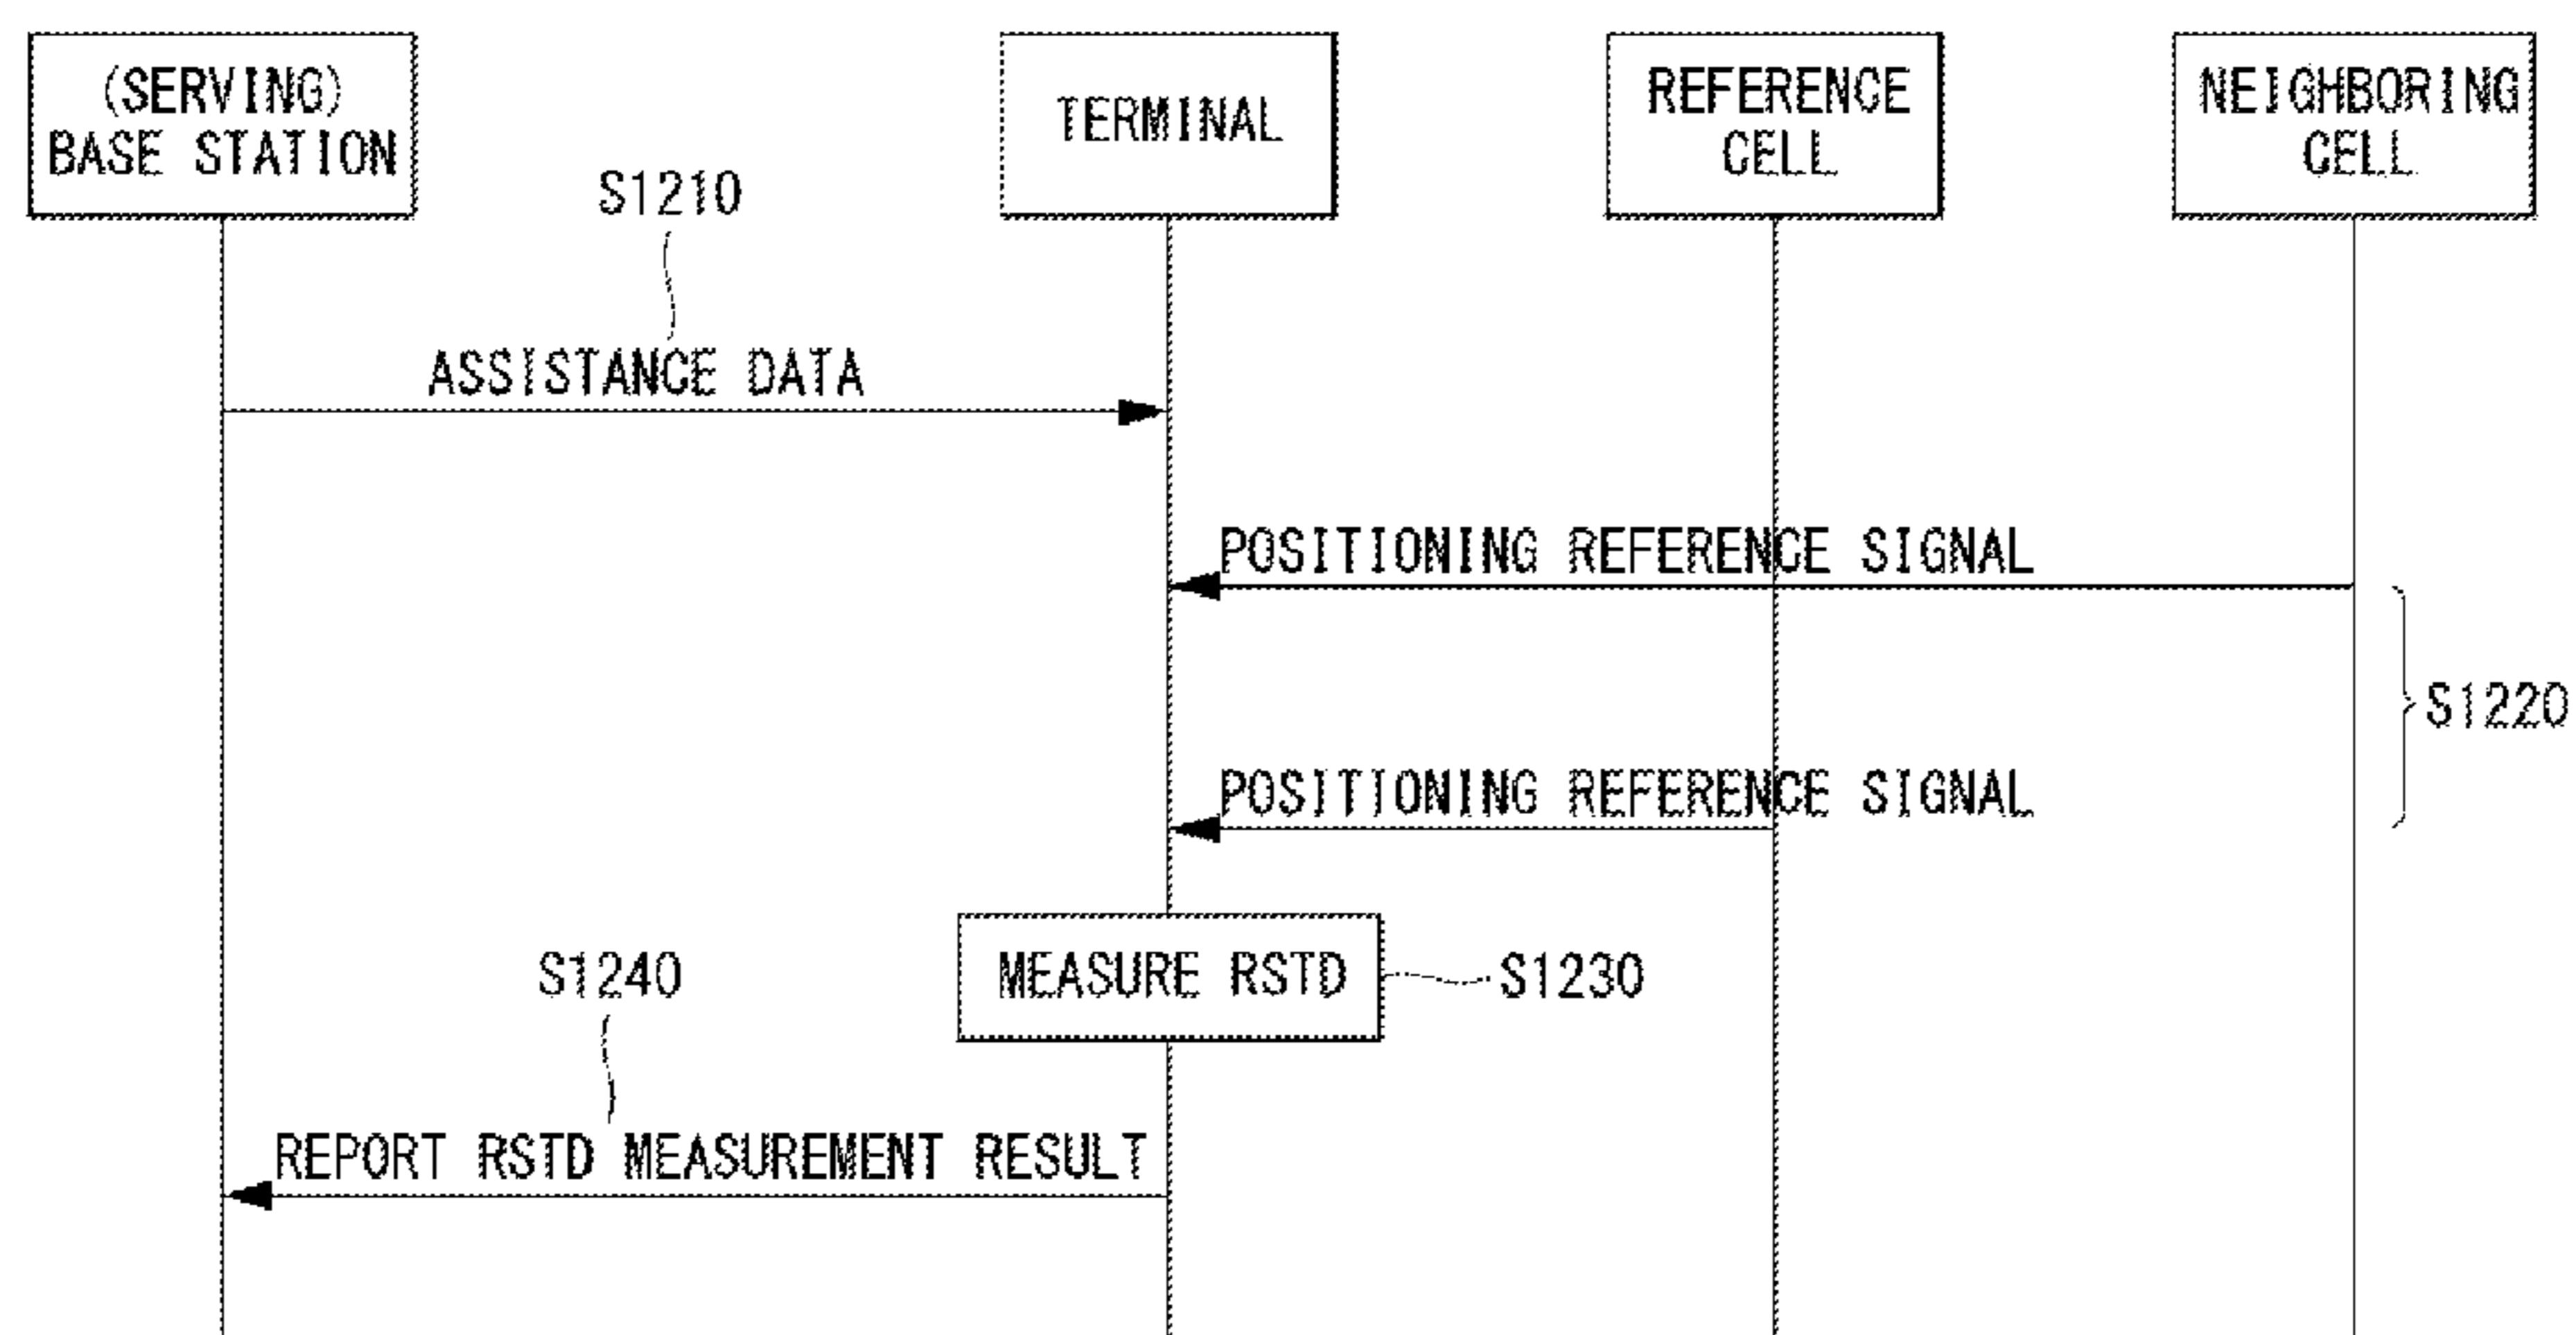 (SERVING)
BASE STATION
TERMINAL
REFERENCE
CELL
NEIGHBORING
CELL
S1210
ASSISTANCE DATA
POSITIONING REFERENCE SIGNAL
S1220
POSITIONING REFERENCE SIGNAL
MEASURE RSTD
S1230
S1240
REPORT RSTD MEASUREMENT RESULT